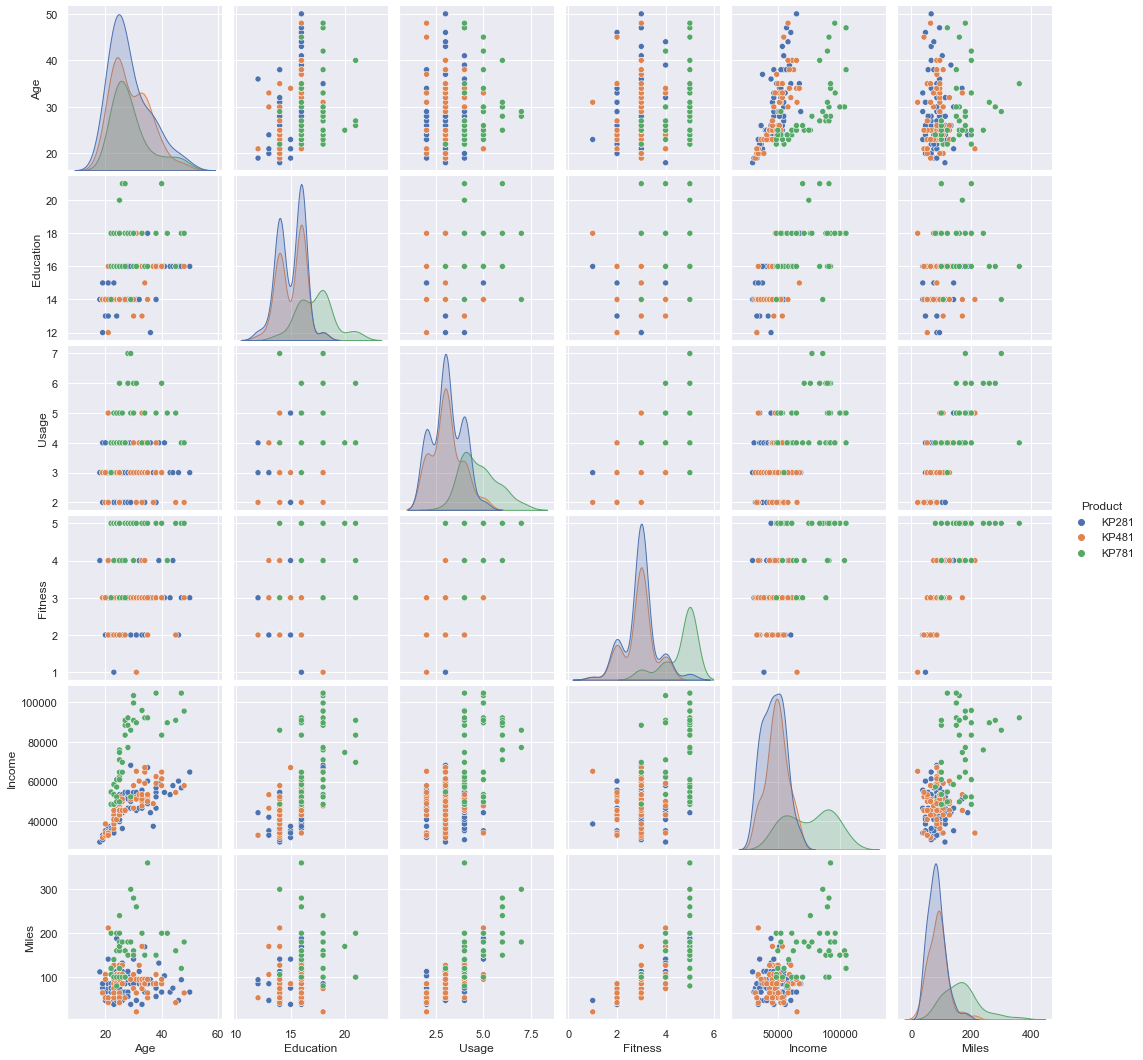 50
40
30
20
Age
20
18
16
14
12
Education
7
6
5
4
3
2
Usage
5
4
3
2
1
Fitness
100000
80000
60000
40000
Income
300
200
100
Miles
20 40 60
Age
10 15 20
Education
2.5 5.0 7.5
Usage
0 2 4 6
Fitness
50000 100000
Income
0 200 400
Miles
Product
KP281
KP481
KP781